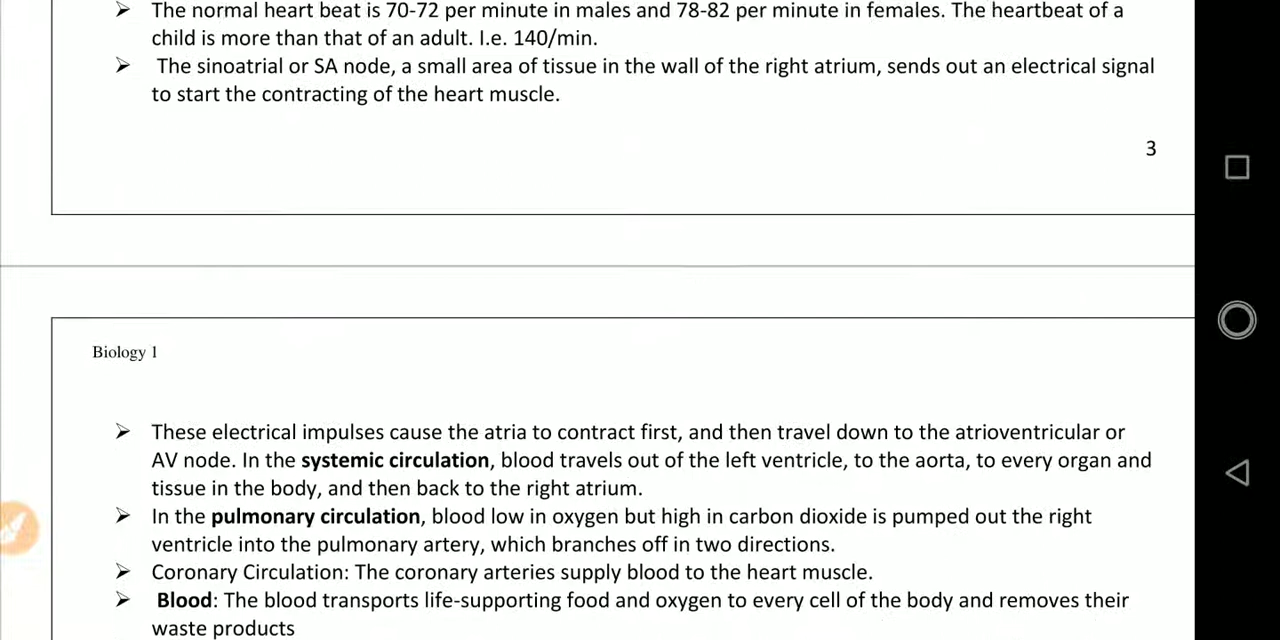 ➢ The normal heart beat is 70-72 per minute in males and 78-82 per minute in females. The heartbeat of a
child is more than that of an adult. I.e. 140/min.
➢ The sinoatrial or SA node, a small area of tissue in the wall of the right atrium, sends out an electrical signal
to start the contracting of the heart muscle.
3
Biology 1
➢ These electrical impulses cause the atria to contract first, and then travel down to the atrioventricular or
AV node. In the systemic circulation, blood travels out of the left ventricle, to the aorta, to every organ and
tissue in the body, and then back to the right atrium.
➢ In the pulmonary circulation, blood low in oxygen but high in carbon dioxide is pumped out the right
ventricle into the pulmonary artery, which branches off in two directions.
➢ Coronary Circulation: The coronary arteries supply blood to the heart muscle.
➢ Blood: The blood transports life-supporting food and oxygen to every cell of the body and removes their
waste products